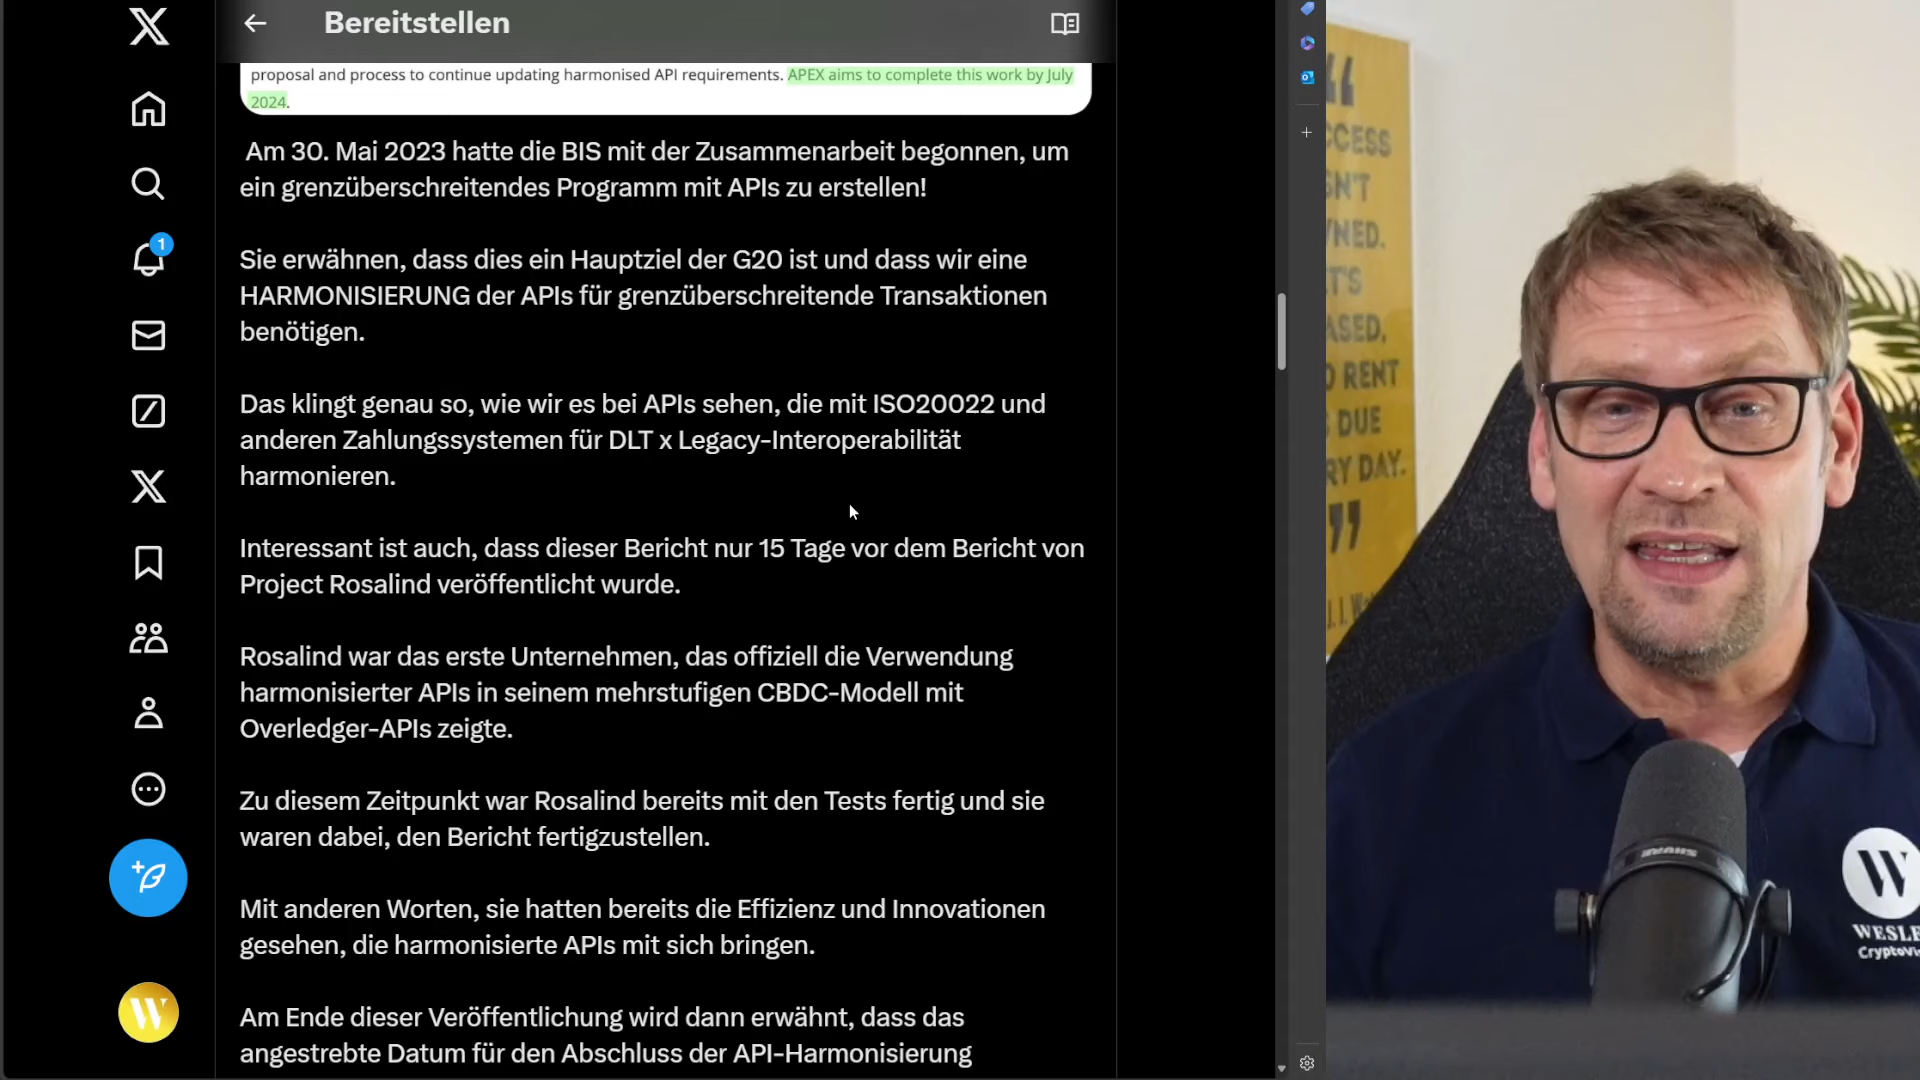 Bereitstellen
proposal and process to continue updating harmonised API requirements. APEX aims to complete this work by July
2024.
Am 30. Mai 2023 hatte die BIS mit der Zusammenarbeit begonnen, um
ein grenzüberschreitendes Programm mit APIs zu erstellen!
Sie erwähnen, dass dies ein Hauptziel der G20 ist und dass wir eine
HARMONISIERUNG der APIs für grenzüberschreitende Transaktionen
benötigen.
Das klingt genau so, wie wir es bei APIs sehen, die mit ISO20022 und
anderen Zahlungssystemen für DLT x Legacy-Interoperabilität
harmonieren.
Interessant ist auch, dass dieser Bericht nur 15 Tage vor dem Bericht von
Project Rosalind veröffentlicht wurde.
Rosalind war das erste Unternehmen, das offiziell die Verwendung
harmonisierter APIs in seinem mehrstufigen CBDC-Modell mit
Overledger-APIs zeigte.
Zu diesem Zeitpunkt war Rosalind bereits mit den Tests fertig und sie
waren dabei, den Bericht fertigzustellen.
Mit anderen Worten, sie hatten bereits die Effizienz und Innovationen
gesehen, die harmonisierte APIs mit sich bringen.
Am Ende dieser Veröffentlichung wird dann erwähnt, dass das
angestrebte Datum für den Abschluss der API-Harmonisierung
1
W
“
CCESS
N'T
NED.
T'S
ASED,
RENT
DUE
RY DAY.
”
SHURE
W
WESLE
CryptoVi